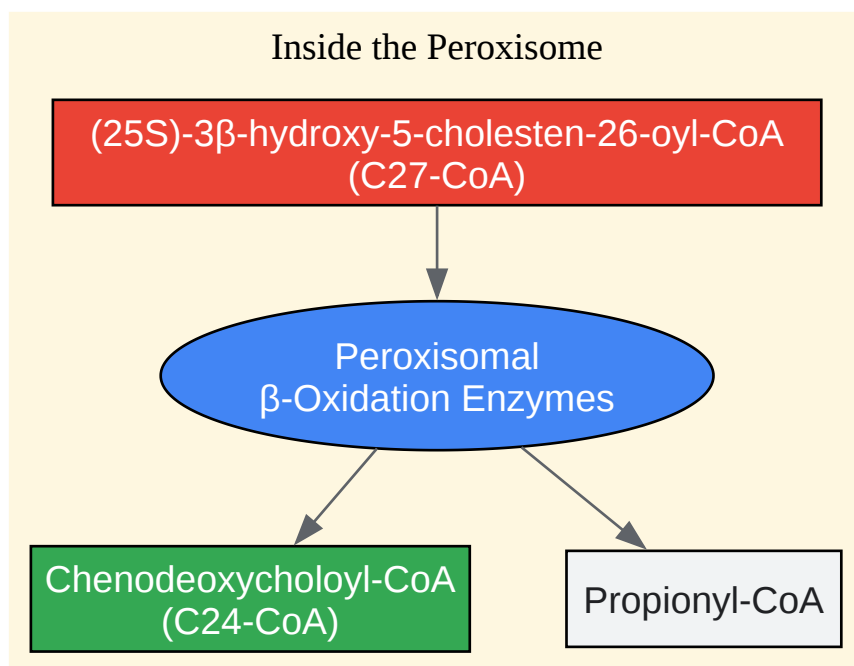 Inside the Peroxisome
(25S)-3β-hydroxy-5-cholesten-26-oyl-CoA
(C27-CoA)
Peroxisomal
β-Oxidation Enzymes
Chenodeoxycholoyl-CoA
(C24-CoA)
Propionyl-CoA